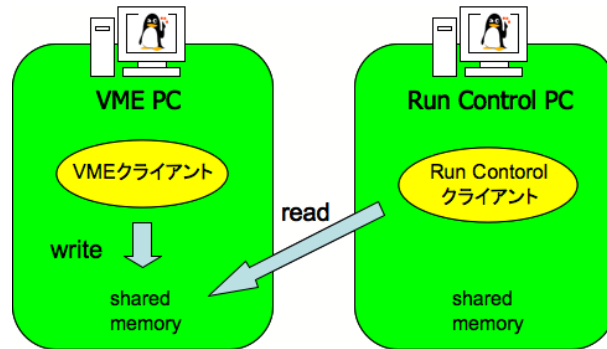 VME PC
VMEクライアント
write
shared
memory
read
Run Control PC
Run Contorol
クライアント
shared
memory